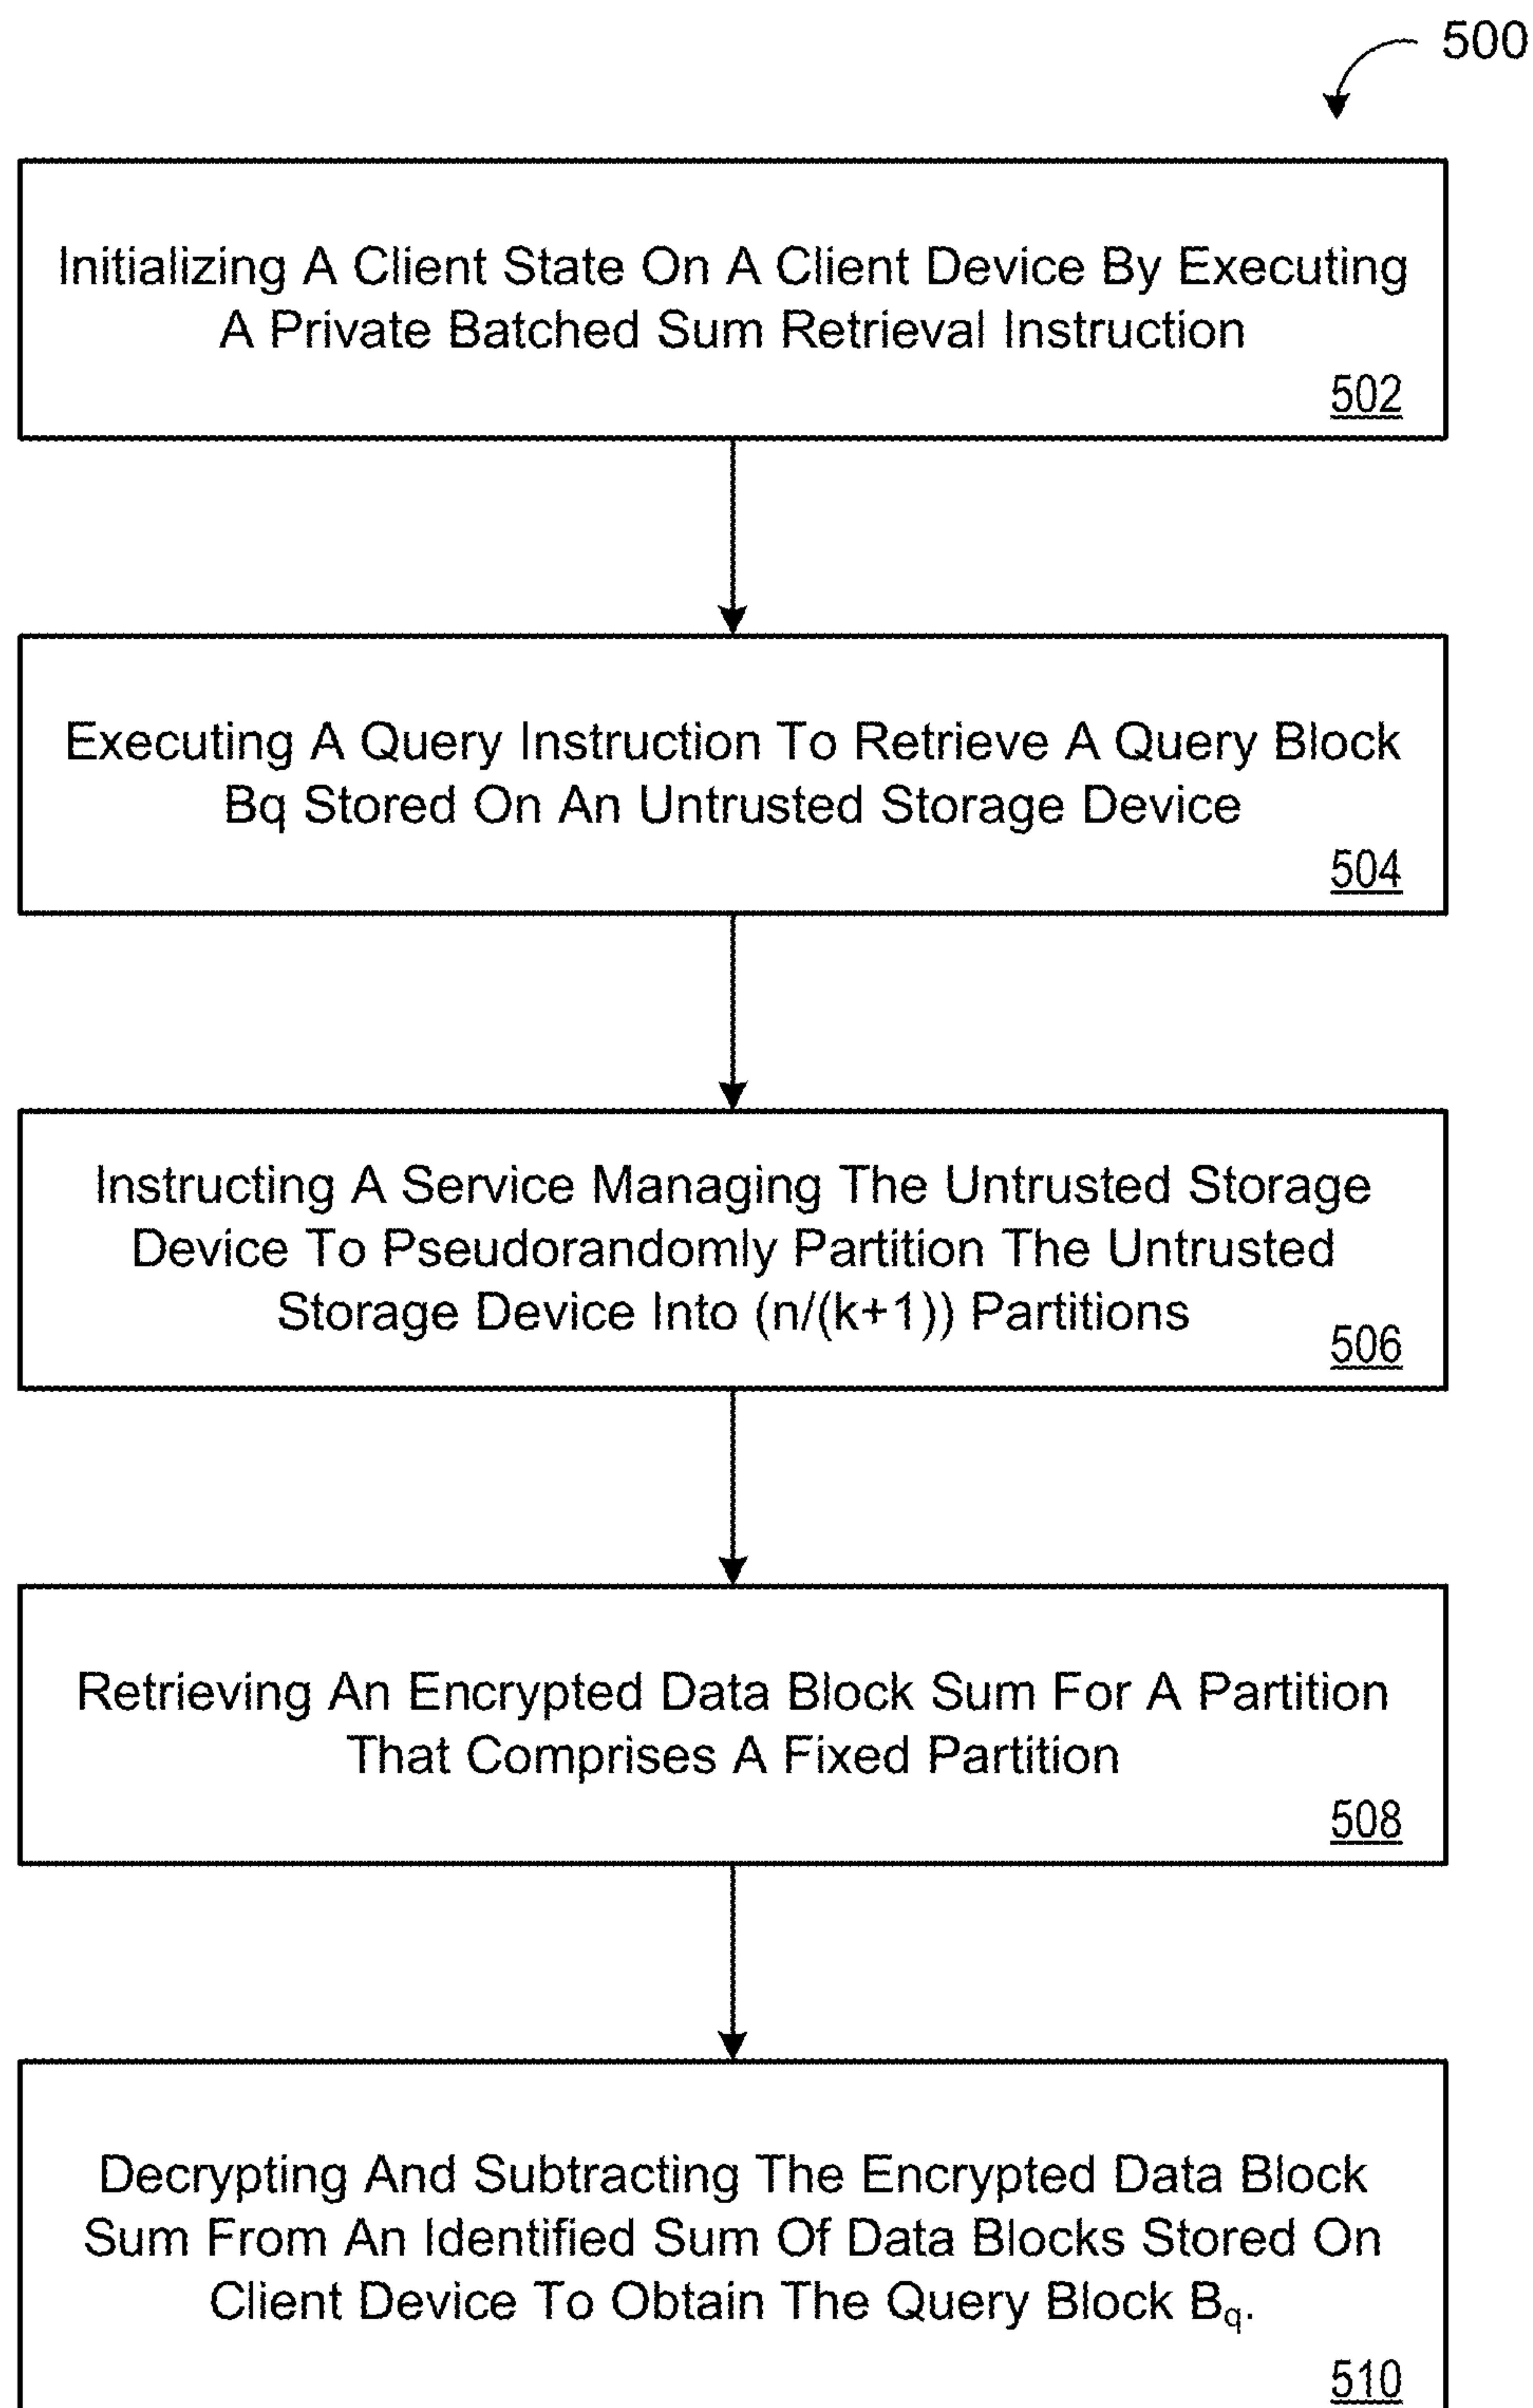 500
Initializing A Client State On A Client Device By Executing
A Private Batched Sum Retrieval Instruction
502
Executing A Query Instruction To Retrieve A Query Block
Bq Stored On An Untrusted Storage Device
504
Instructing A Service Managing The Untrusted Storage
Device To Pseudorandomly Partition The Untrusted
Storage Device Into (n/(k+1)) Partitions
506
Retrieving An Encrypted Data Block Sum For A Partition
That Comprises A Fixed Partition
508
Decrypting And Subtracting The Encrypted Data Block
Sum From An Identified Sum Of Data Blocks Stored On
Client Device To Obtain The Query Block Bq.
510